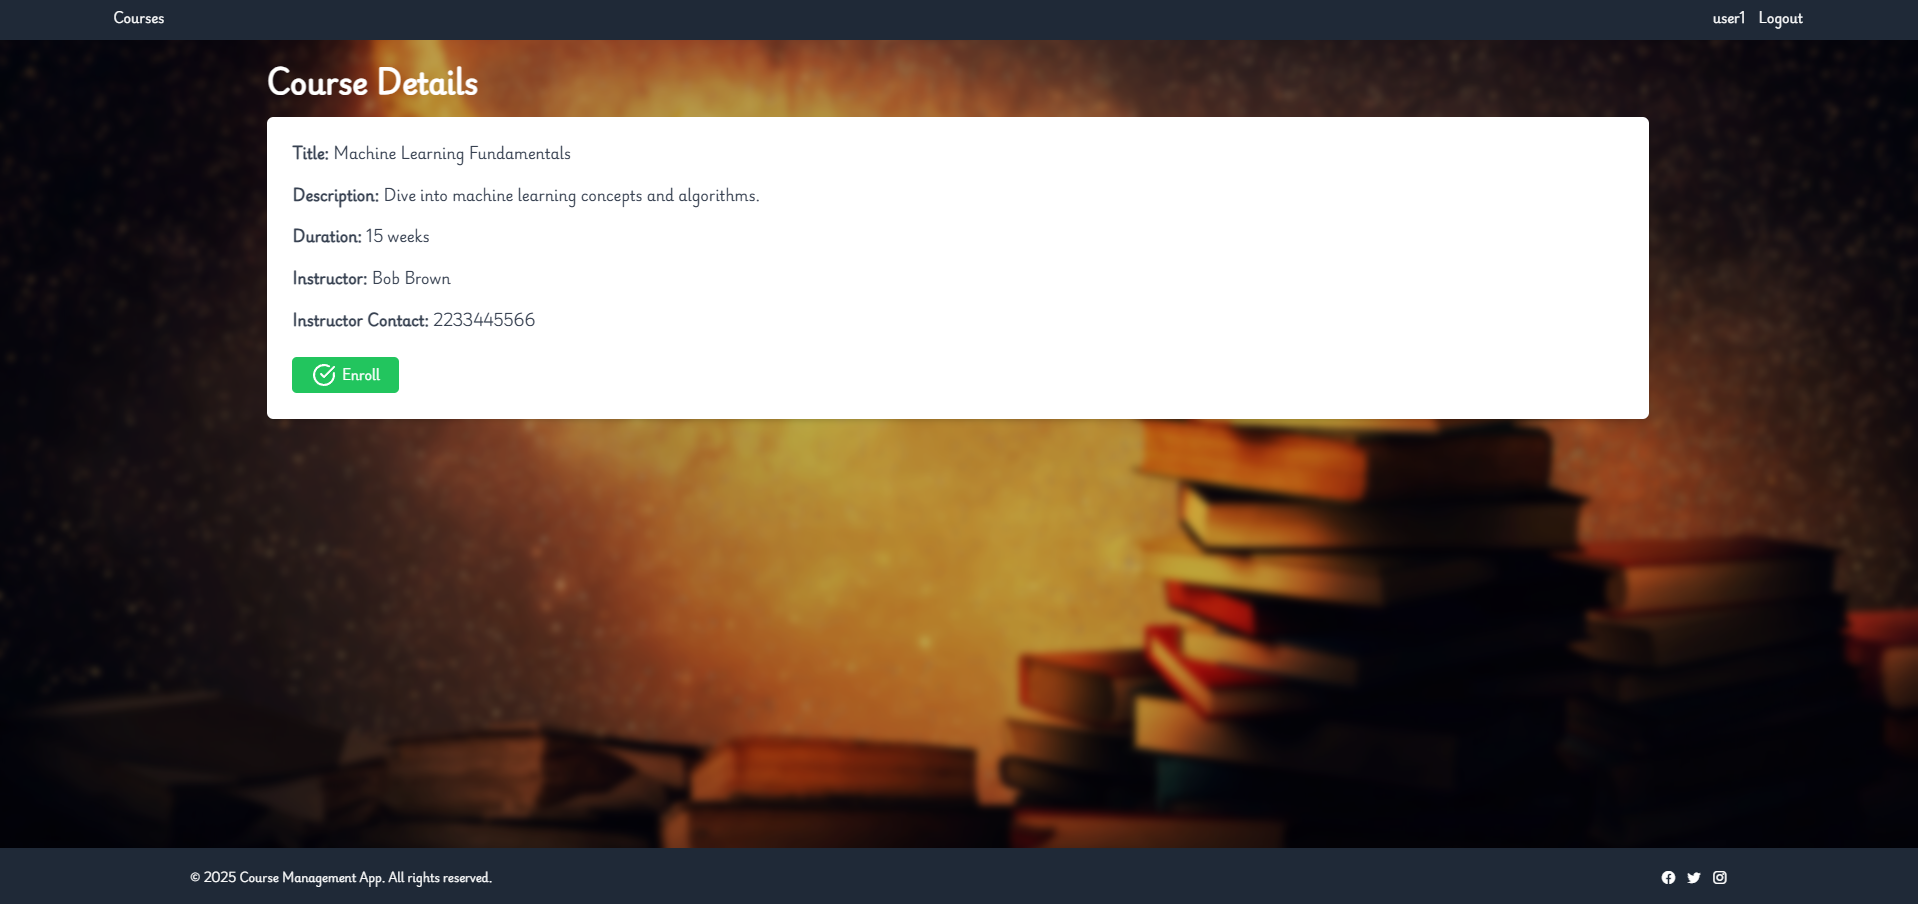 Courses
user1 Logout
Course Details
Title: Machine Learning Fundamentals
Description: Dive into machine learning concepts and algorithms.
Duration: 15 weeks
Instructor: Bob Brown
Instructor Contact: 2233445566
Enroll
© 2025 Course Management App. All rights reserved.